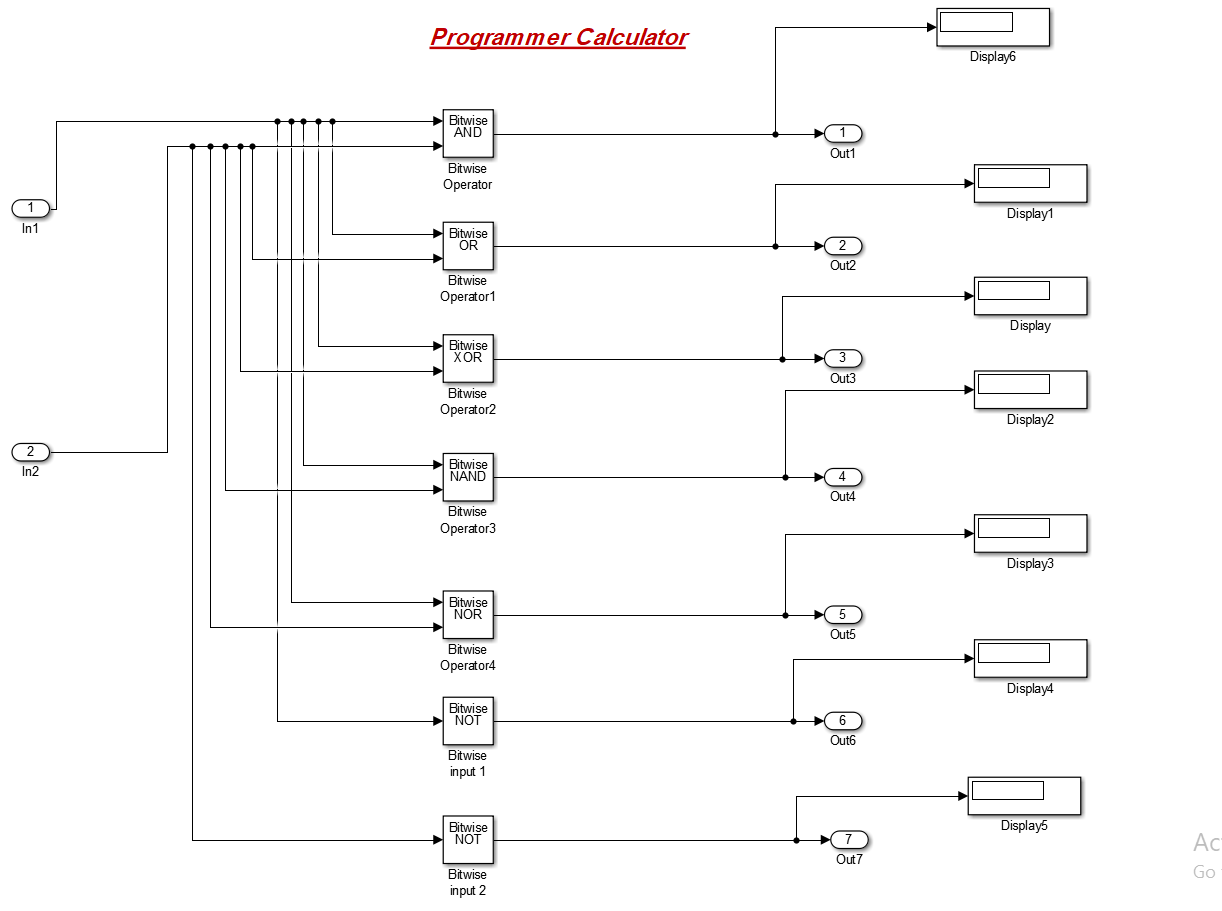 Programmer Calculator
Display6
Bitwise
AND
Bitwise
Operator
1
Out1
Display1
1
In1
Bitwise
OR
Bitwise
Operator1
2
Out2
Display
Bitwise
XOR
Bitwise
Operator2
3
Out3
Display2
2
In2
Bitwise
NAND
Bitwise
Operator3
4
Out4
Display3
Bitwise
NOR
Bitwise
Operator4
5
Out5
Display4
Bitwise
NOT
Bitwise
input 1
6
Out6
Display5
Bitwise
NOT
Bitwise
input 2
7
Out7
Ac
Go